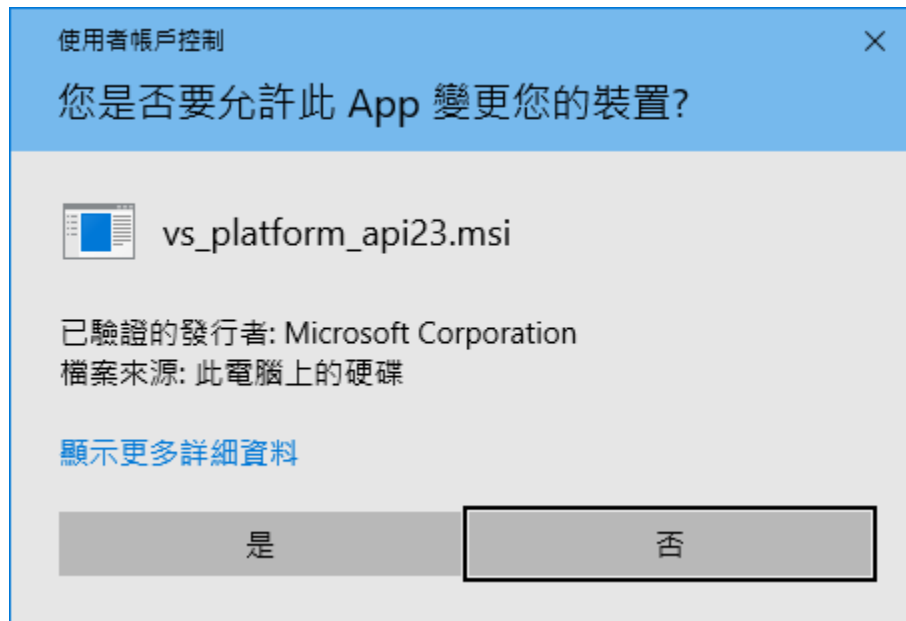 使用者帳戶控制
您是否要允許此 App 變更您的裝置?
vs_platform_api23.msi
已驗證的發行者: Microsoft Corporation
檔案來源: 此電腦上的硬碟
顯示更多詳細資料
是
否